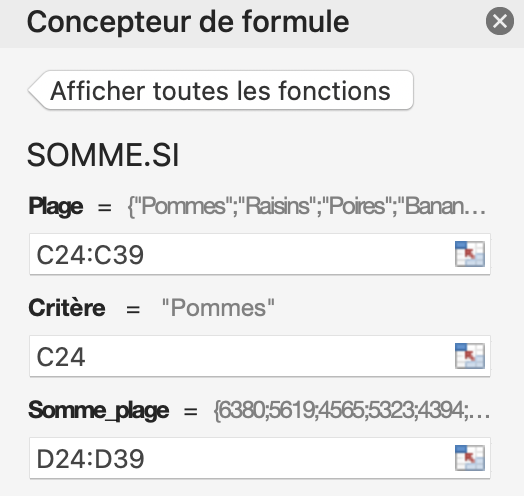 Concepteur de formule
Afficher toutes les fonctions
SOMME.SI
Plage = {"Pommes";"Raisins";"Poires";"Banan...
C24:C39
Critère = "Pommes"
C24
Somme_plage = {6380;5619;4565;5323;4394;...
D24:D39